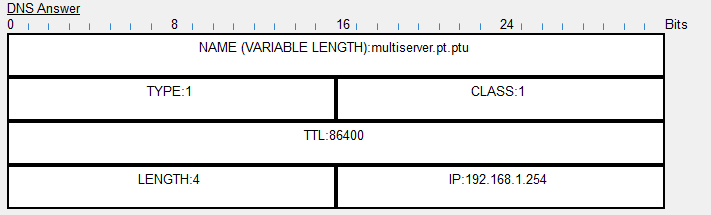 DNS Answer
0 8 16 24 Bits
NAME (VARIABLE LENGTH):multiserver.pt.ptu
TYPE:1 CLASS:1
TTL:86400
LENGTH:4 IP:192.168.1.254